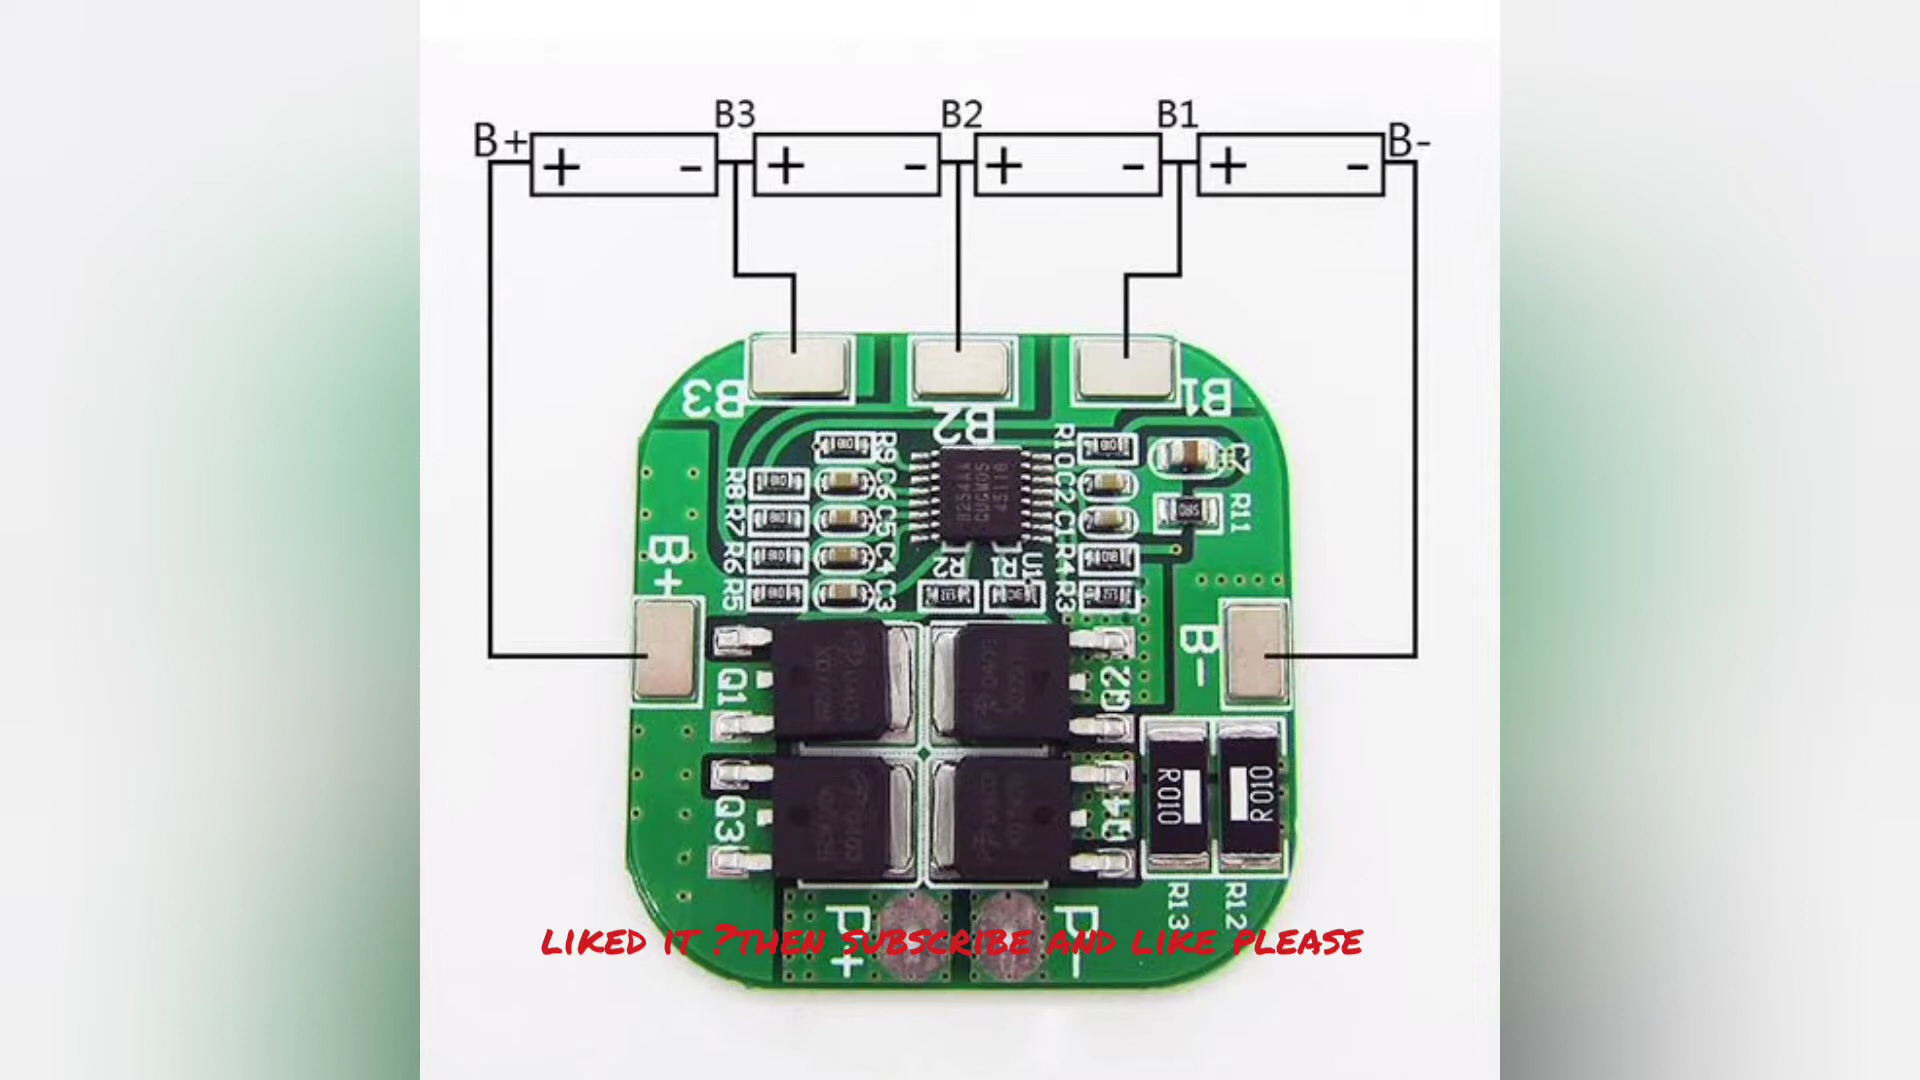 B3 B2 B1
B+ B-
+ - + - + - + -
B3 B1
B2
R9 R10 C7
R8 C6 C2 R11
8254AA
R7 C5 C1
R6 C4 R2 R1 U1 R4
B+
R5 C3 R3
B-
Q1 Q2
Q3 Q4
R010 R010
R13 R12
P+ P-
LIKED IT ?THEN SUBSCRIBE AND LIKE PLEASE